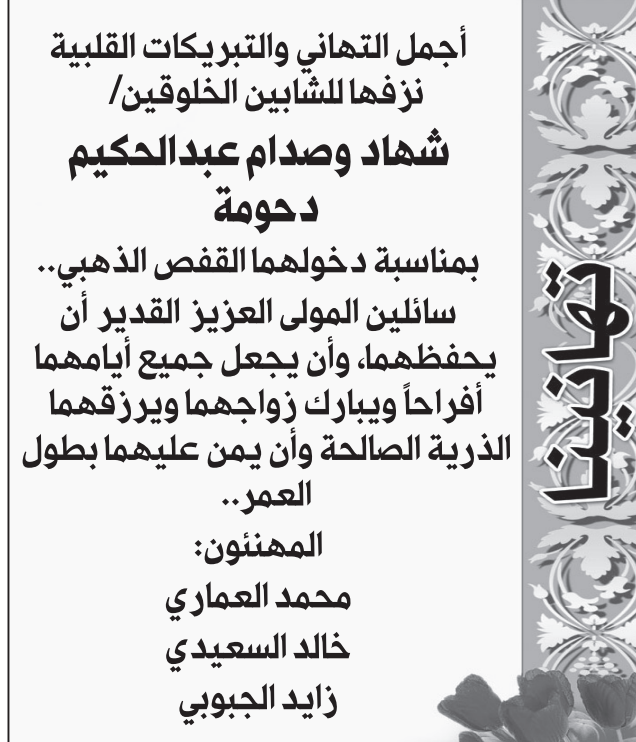 أجمل التهاني والتبريكات القلبية
نزفها للشابين الخلوقين/
شهاد وصدام عبدالحكيم
دحومة
بمناسبة دخولهما القفص الذهبي..
سائلين المولى العزيز القدير أن
يحفظهما، وأن يجعل جميع أيامهما
أفراحاً ويبارك زواجهما ويرزقهما
الذرية الصالحة وأن يمن عليهما بطول
العمر..
المهنئون:
محمد العماري
خالد السعيدي
زايد الجبوبي
تهانينا